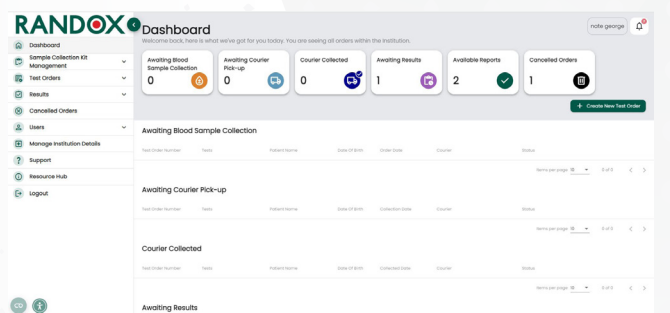 RANDOX
Dashboard
Sample Collection Kit
Management
Test Orders
Results
Cancelled Orders
Users
Manage Institution Details
Support
Resource Hub
Logout
Dashboard
Welcome back, here is what we've got for you today. You are seeing all orders within the Institution.
nate george
Awaiting Blood
Sample Collection
0
Awaiting Courier
Pick-up
0
Courier Collected
0
Awaiting Results
1
Available Reports
2
Cancelled Orders
1
+ Create New Test Order
Awaiting Blood Sample Collection
Test Order Number Tests Patient Name Date Of Birth Order Date Courier Status
Items per page 10 0 of 0
Awaiting Courier Pick-up
Test Order Number Tests Patient Name Date Of Birth Collection Date Courier Status
Items per page 10 0 of 0
Courier Collected
Test Order Number Tests Patient Name Date Of Birth Collected Date Courier Status
Items per page 10 0 of 0
Awaiting Results